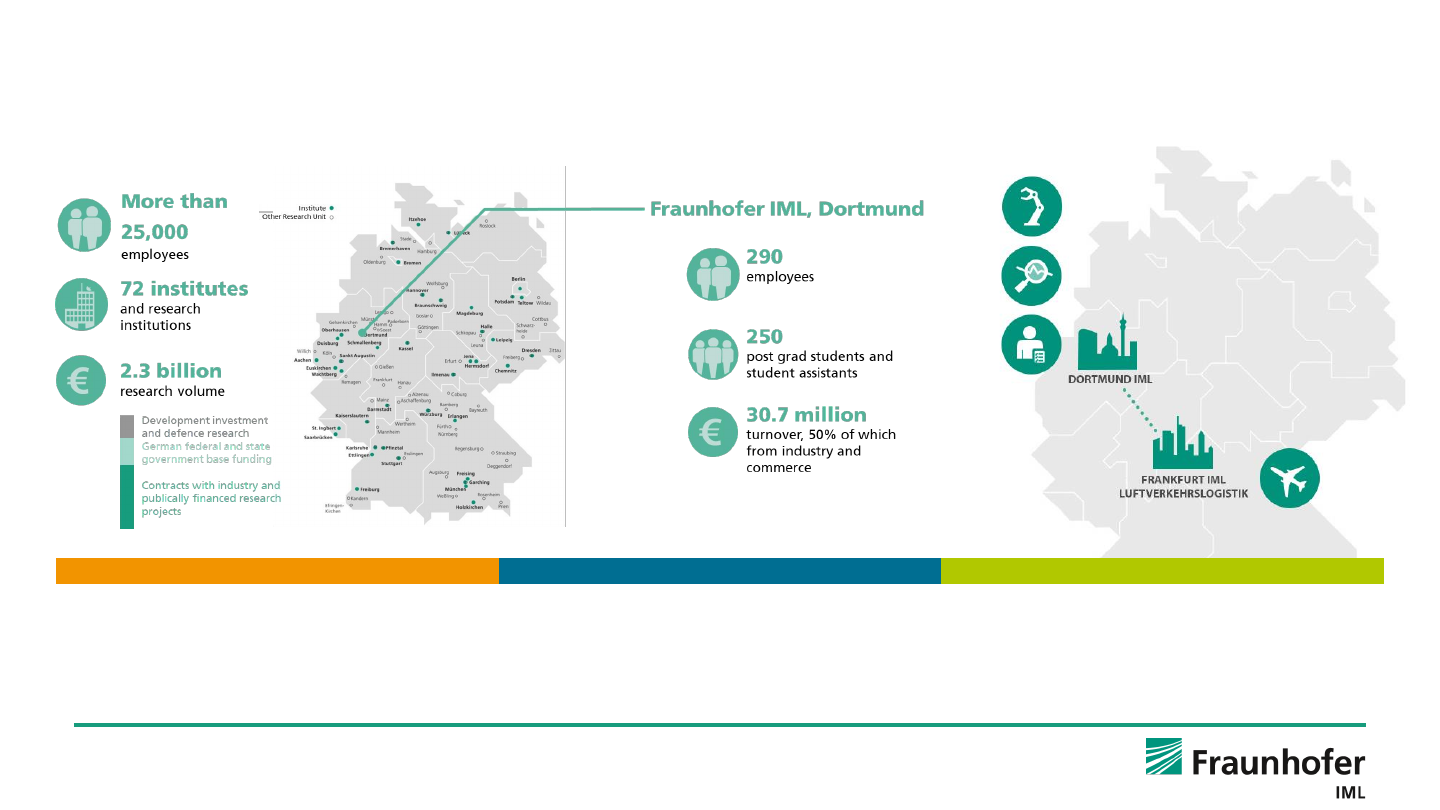 More than
25,000
employees
72 institutes
and research
institutions
2.3 billion
research volume
Development investment
and defence research
German federal and state
government base funding
Contracts with industry and
publically financed research
projects
Institute
Other Research Unit
Itzehoe
Rostock
Lübeck
Stade
Bremerhaven
Hamburg
Oldenburg
Bremen
Wolfsburg
Berlin
Hannover
Potsdam
Teltow
Wildau
Braunschweig
Goslar
Magdeburg
Cottbus
Gelsenkirchen
Paderborn
Oberhausen
Dortmund
Göttingen
Halle
Schkopau
Schwarz-
heide
Duisburg
Schmallenberg
Kassel
Leuna
Leipzig
Willich
Köln
Sankt Augustin
Dresden
Zittau
Aachen
Gießen
Erfurt
Jena
Hermsdorf
Freiberg
Euskirchen
Wachtberg
Remagen
Ilmenau
Chemnitz
Frankfurt
Hanau
Alzenau
Aschaffenburg
Coburg
Mainz
Darmstadt
Bamberg
Bayreuth
Würzburg
Erlangen
Kaiserslautern
Wertheim
Fürth
Nürnberg
St. Ingbert
Saarbrücken
Mannheim
Karlsruhe
Pfinztal
Ettlingen
Esslingen
Stuttgart
Regensburg
Straubing
Deggendorf
Augsburg
Freising
Garching
München
Freiburg
Weßling
Rosenheim
Kandern
Holzkirchen
Prien
Efringen-
Kirchen
Fraunhofer IML, Dortmund
290
employees
250
post grad students and
student assistants
30.7 million
turnover, 50% of which
from industry and
commerce
DORTMUND IML
FRANKFURT IML
LUFTVERKEHRSLOGISTIK
Fraunhofer
IML